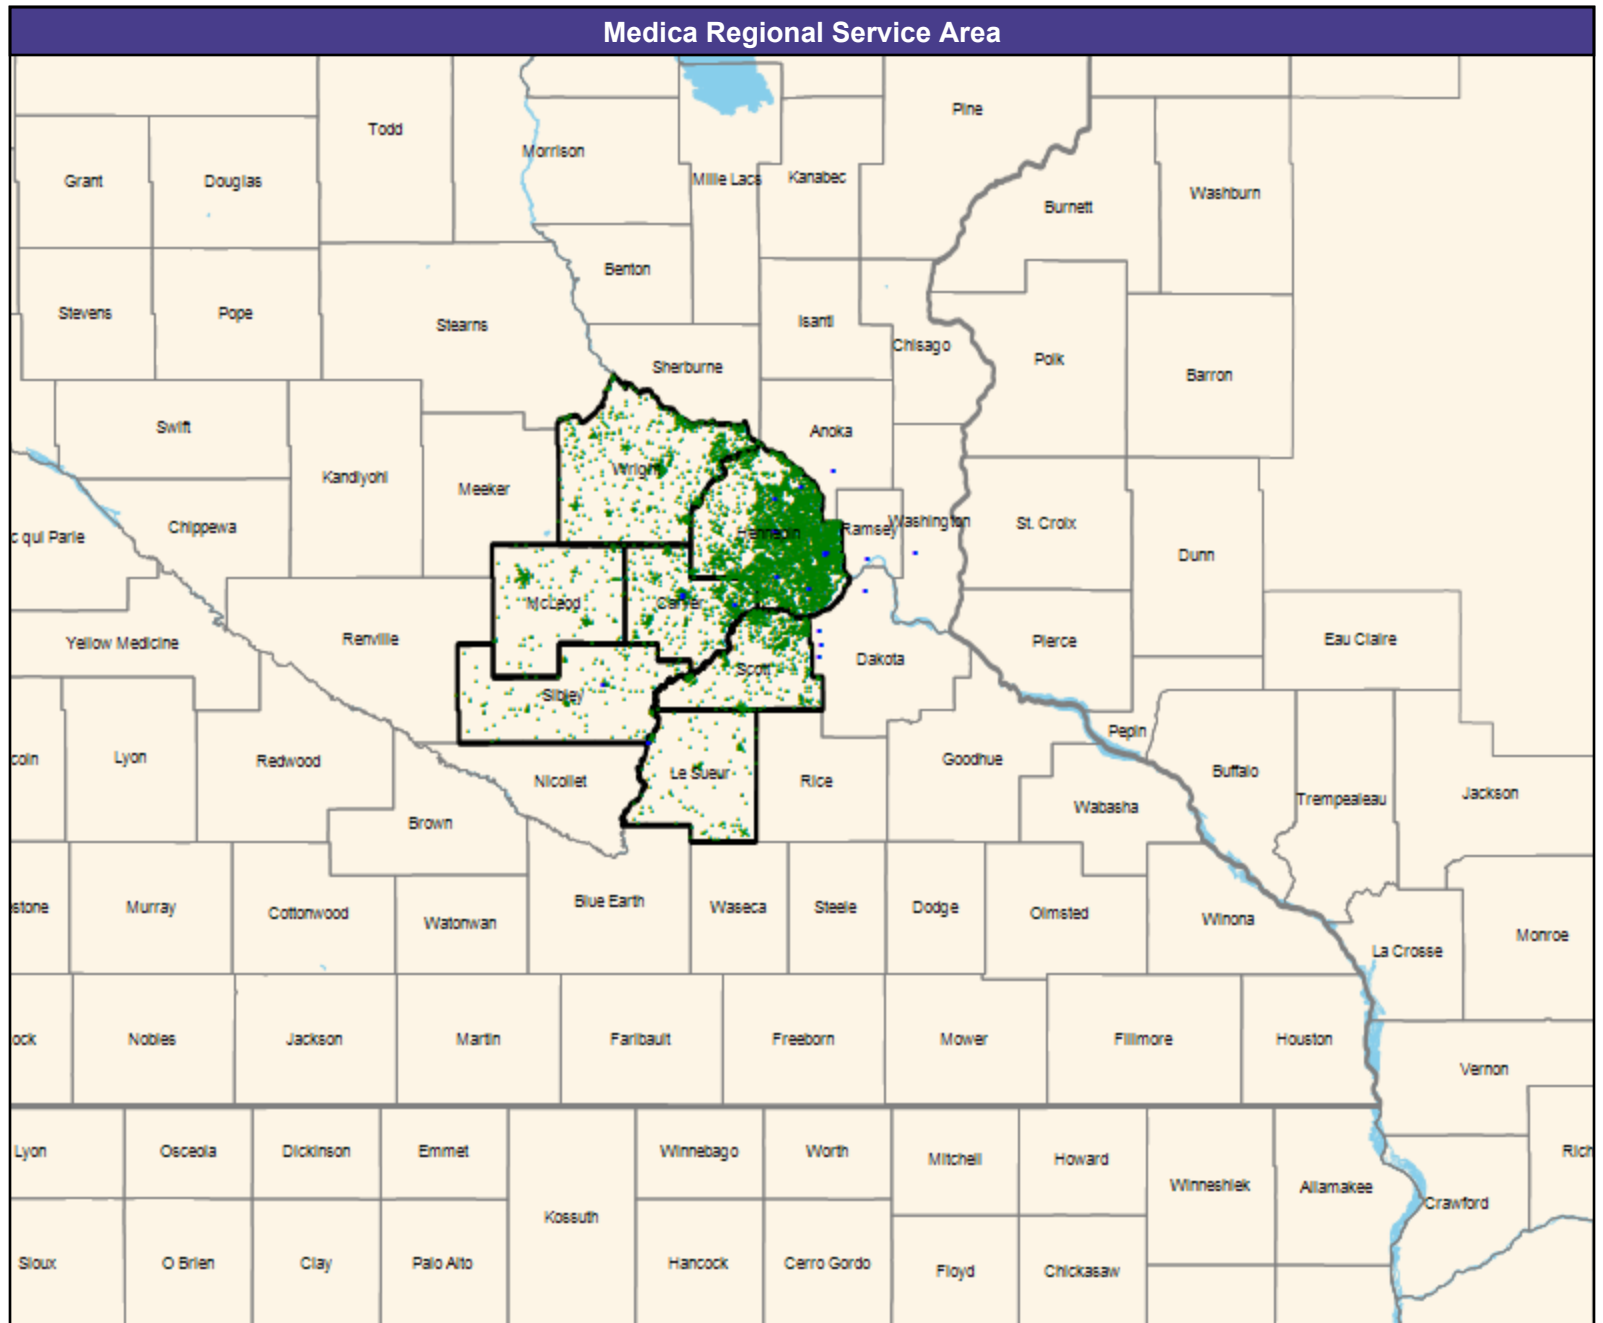 Medica Regional Service Area
Pine
Todd
Morrison
Mille Lacs
Kanabec
Grant
Douglas
Washburn
Burnett
Benton
Stevens
Pope
Stearns
Isanti
Chisago
Polk
Barron
Sherburne
Swift
Anoka
Wright
Kandiyohi
Meeker
Chippewa
c qui Parle
Hennepin
Ramsey
Washington
St. Croix
Dunn
McLeod
Carver
Yellow Medicine
Renville
Pierce
Eau Claire
Scott
Dakota
Sibley
Pepin
coln
Lyon
Redwood
Nicollet
Le Sueur
Rice
Goodhue
Buffalo
Trempealeau
Jackson
Wabasha
Brown
stone
Murray
Cottonwood
Watonwan
Blue Earth
Waseca
Steele
Dodge
Olmsted
Winona
La Crosse
Monroe
ock
Nobles
Jackson
Martin
Faribault
Freeborn
Mower
Fillmore
Houston
Vernon
Lyon
Osceola
Dickinson
Emmet
Winnebago
Worth
Mitchell
Howard
Rich
Winneshiek
Allamakee
Crawford
Kossuth
Sioux
O Brien
Clay
Palo Alto
Hancock
Cerro Gordo
Floyd
Chickasaw